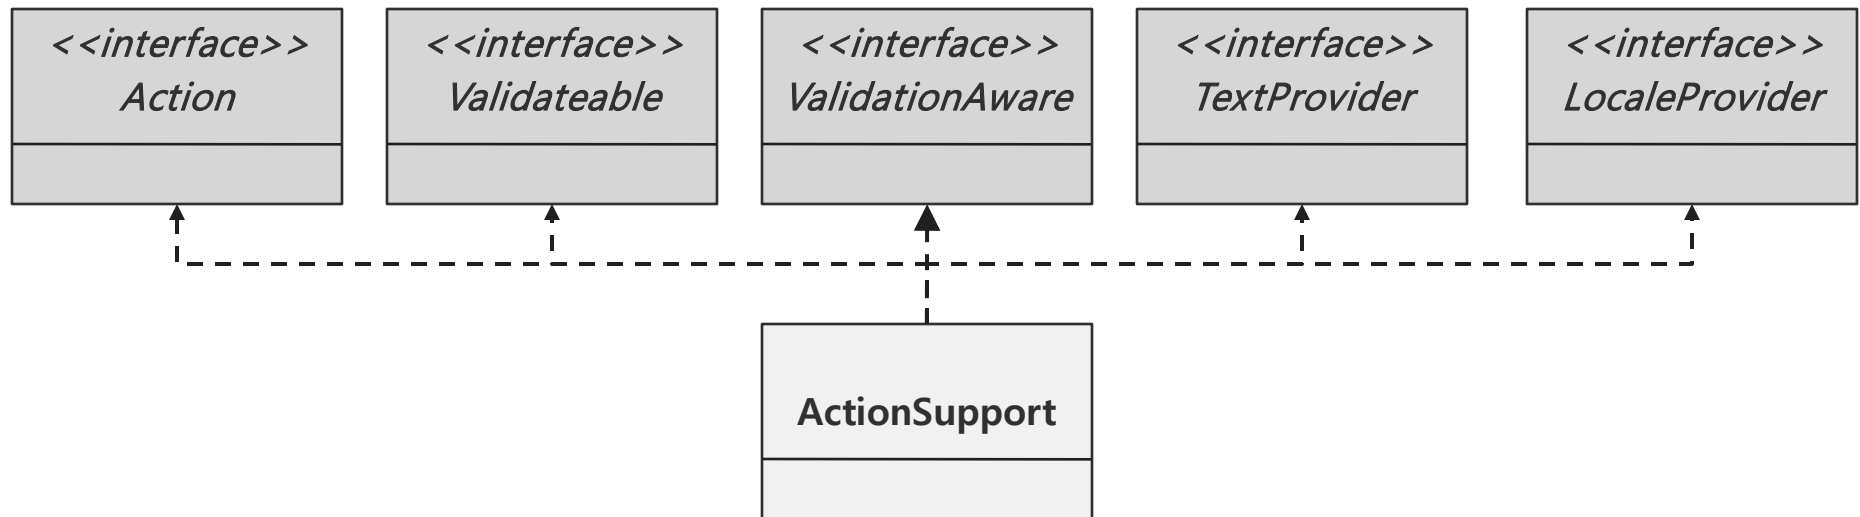 <<interface>>
Action
<<interface>>
Validateable
<<interface>>
ValidationAware
<<interface>>
TextProvider
<<interface>>
LocaleProvider
ActionSupport